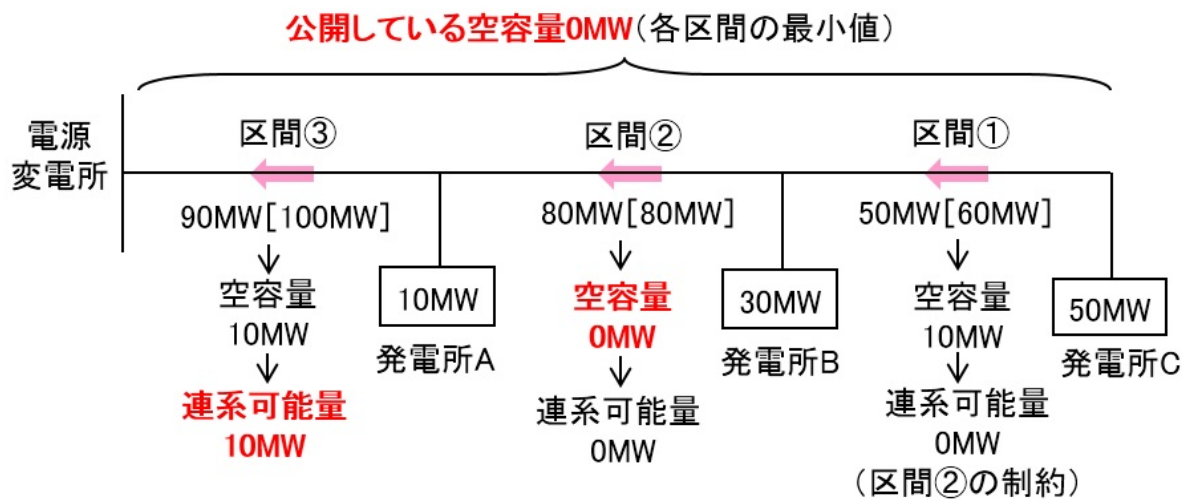 公開している空容量0MW(各区間の最小値)
電源
変電所
区間③
区間②
区間①
90MW[100MW]
80MW[80MW]
50MW[60MW]
空容量
10MW
連系可能量
10MW
10MW
発電所A
空容量
0MW
連系可能量
0MW
30MW
発電所B
空容量
10MW
連系可能量
0MW
(区間②の制約)
50MW
発電所C